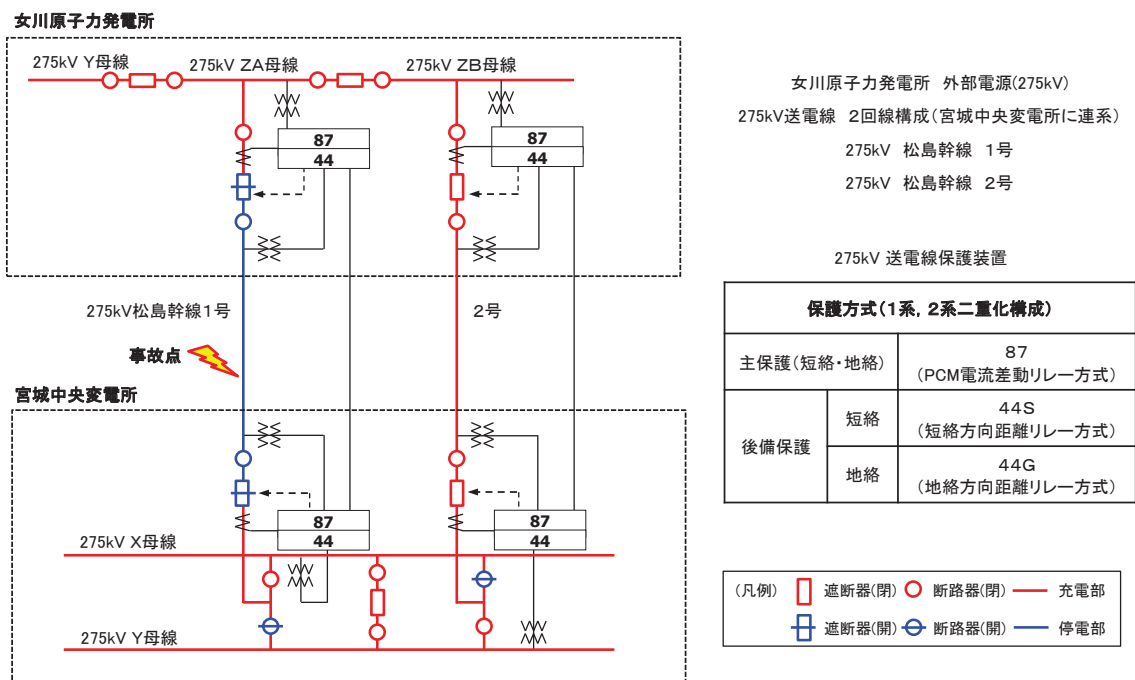 女川原子力発電所
275kV Y母線
275kV ZA母線
275kV ZB母線
87
44
87
44
275kV松島幹線1号
2号
事故点
宮城中央変電所
87
44
87
44
275kV X母線
275kV Y母線
女川原子力発電所 外部電源(275kV)
275kV送電線 2回線構成(宮城中央変電所に連系)
275kV 松島幹線 1号
275kV 松島幹線 2号
275kV 送電線保護装置
保護方式(1系, 2系二重化構成)
主保護(短絡・地絡)
87
(PCM電流差動リレー方式)
後備保護
短絡
44S
(短絡方向距離リレー方式)
地絡
44G
(地絡方向距離リレー方式)
(凡例) 遮断器(閉) 断路器(閉) 充電部
遮断器(開) 断路器(開) 停電部